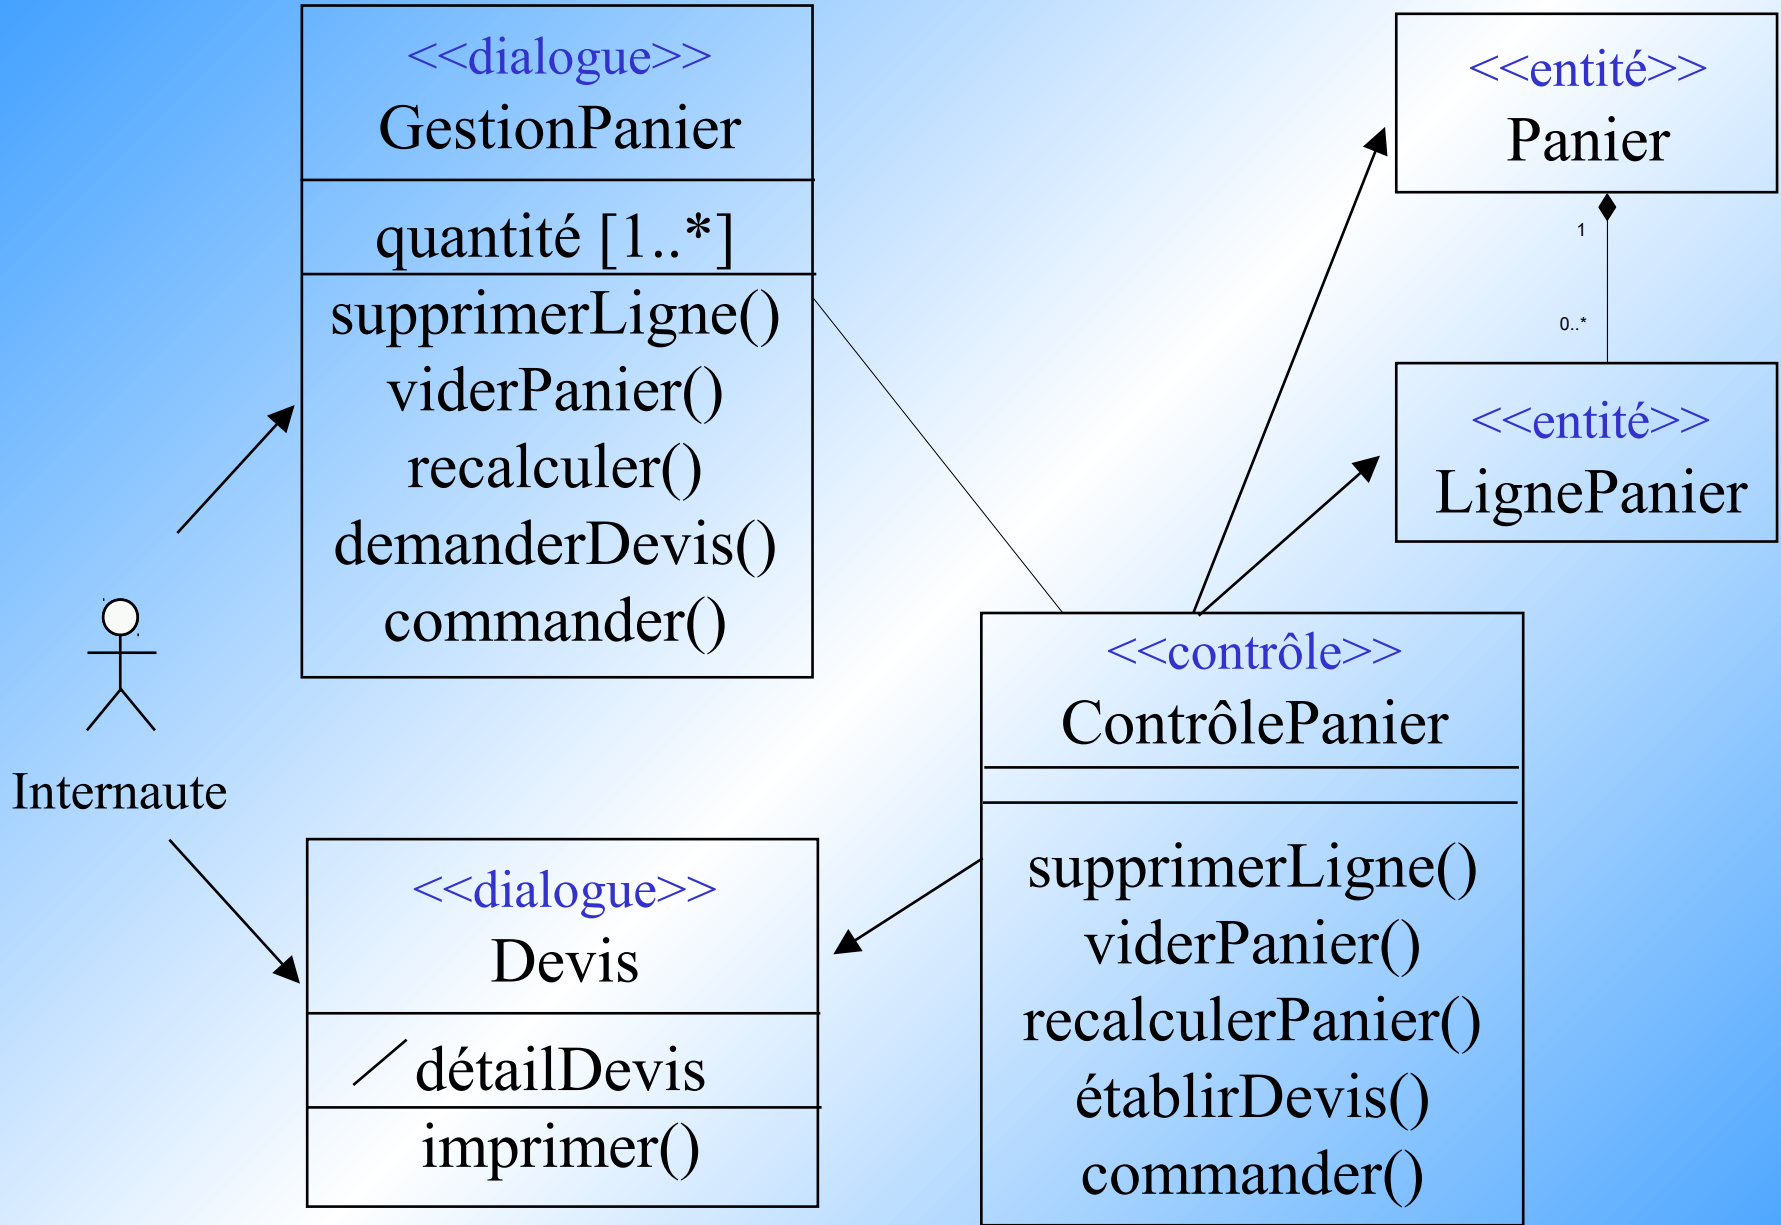 <<dialogue>>
GestionPanier
quantité [1..*]
supprimerLigne()
viderPanier()
recalculer()
demanderDevis()
commander()
<<entité>>
Panier
1
0..*
<<entité>>
LignePanier
Internaute
<<contrôle>>
ContrôlePanier
supprimerLigne()
viderPanier()
recalculerPanier()
établirDevis()
commander()
<<dialogue>>
Devis
/ détailDevis
imprimer()